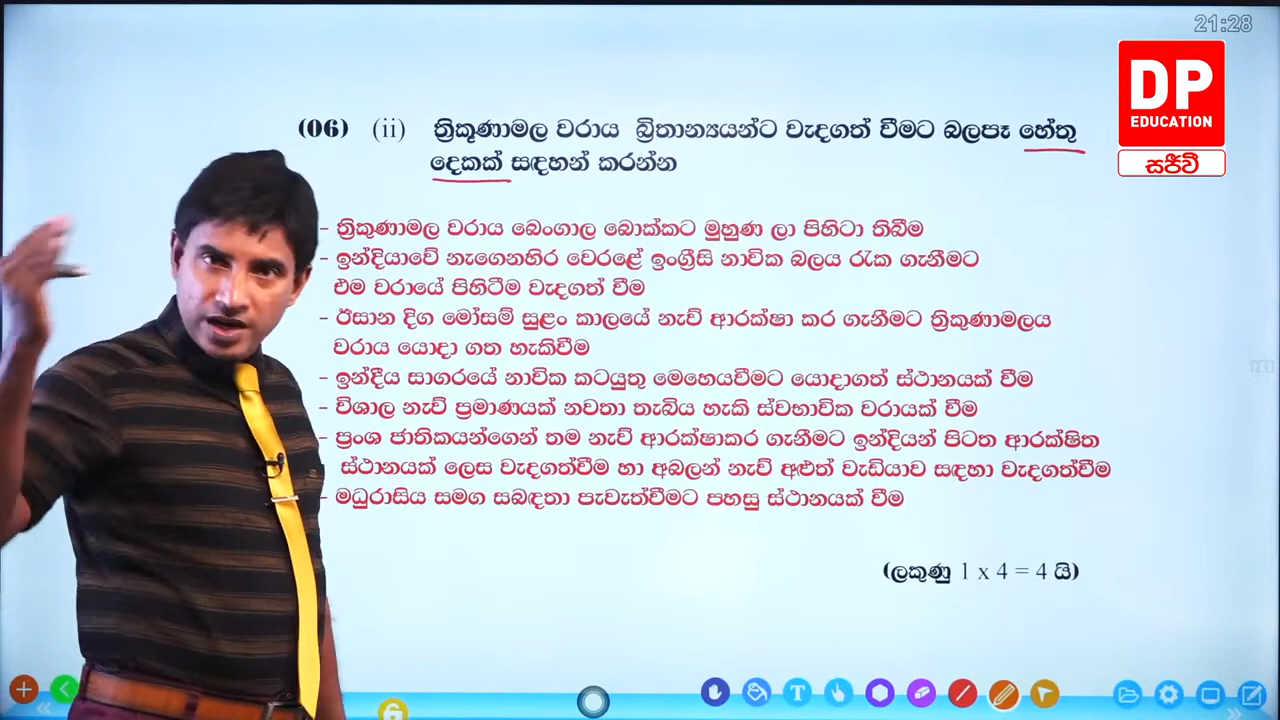 21:28
DP
EDUCATION
සජීවී
(06) (ii) ත්‍රිකුණාමල වරාය බ්‍රිතාන්‍යයන්ට වැදගත් වීමට බලපෑ හේතු
දෙකක් සඳහන් කරන්න
- ත්‍රිකුණාමල වරාය බෙංගාල බොක්කට මුහුණ ලා පිහිටා තිබීම
- ඉන්දියාවේ නැගෙනහිර වෙරළේ ඉංග්‍රීසි නාවික බලය රැක ගැනීමට
එම වරායේ පිහිටීම වැදගත් වීම
- ඊසාන දිග මෝසම් සුළං කාලයේ නැව් ආරක්ෂා කර ගැනීමට ත්‍රිකුණාමලය
වරාය යොදා ගත හැකිවීම
- ඉන්දීය සාගරයේ නාවික කටයුතු මෙහෙයවීමට යොදාගත් ස්ථානයක් වීම
- විශාල නැව් ප්‍රමාණයක් නවතා තැබිය හැකි ස්වභාවික වරායක් වීම
- ප්‍රංශ ජාතිකයන්ගෙන් තම නැව් ආරක්ෂාකර ගැනීමට ඉන්දියන් පිටත ආරක්ෂිත
ස්ථානයක් ලෙස වැදගත්වීම හා අබලන් නැව් අළුත් වැඩියාව සඳහා වැදගත්වීම
- මධුරාසිය සමග සබඳතා පැවැත්වීමට පහසු ස්ථානයක් වීම
(ලකුණු 1 x 4 = 4 යි)